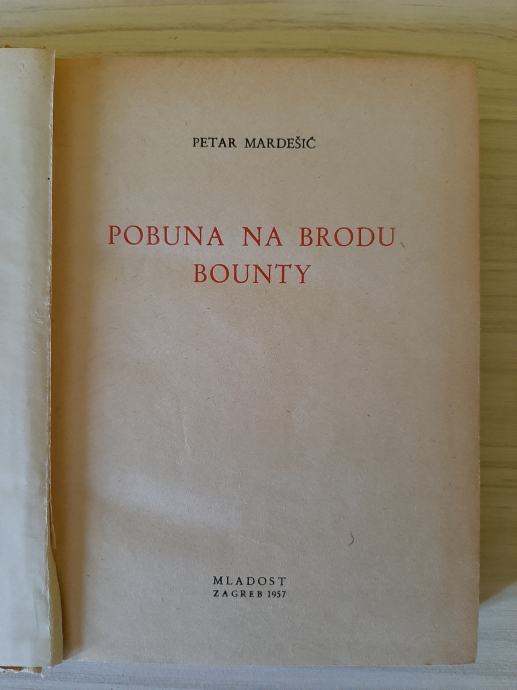 PETAR MARDEŠIĆ
POBUNA NA BRODU
BOUNTY
MLADOST
ZAGREB 1957